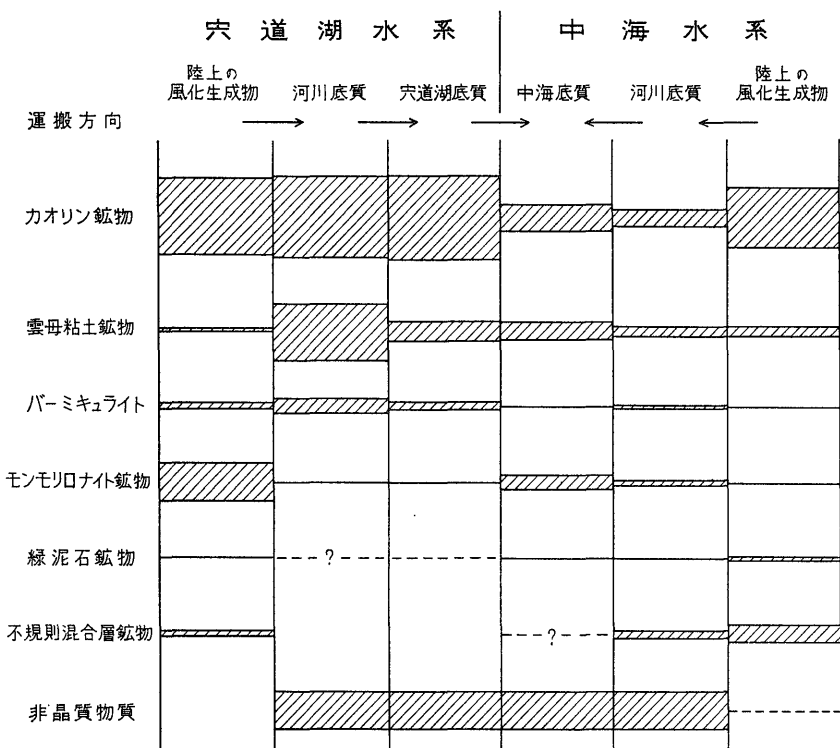 宍道湖水系
中海水系
陸上の
風化生成物
河川底質
宍道湖底質
中海底質
河川底質
陸上の
風化生成物
運搬方向
カオリン鉱物
雲母粘土鉱物
バーミキュライト
モンモリロナイト鉱物
緑泥石鉱物
?
不規則混合層鉱物
?
非晶質物質